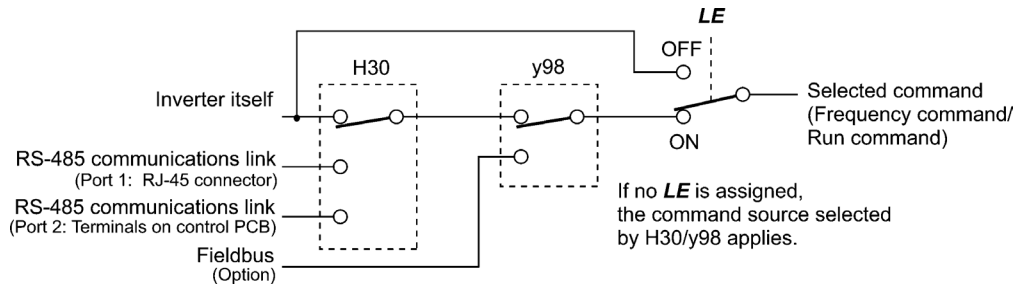 LE
OFF
H30
y98
Inverter itself
Selected command
(Frequency command/
Run command)
ON
RS-485 communications link
(Port 1: RJ-45 connector)
RS-485 communications link
(Port 2: Terminals on control PCB)
If no LE is assigned,
the command source selected
by H30/y98 applies.
Fieldbus
(Option)